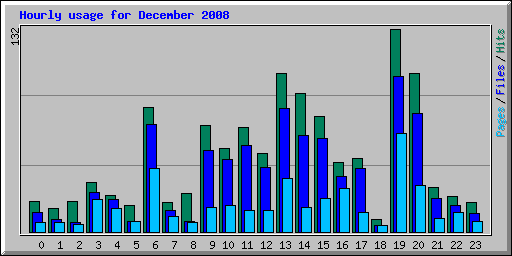 Hourly usage for December 2008
132
Pages / Files / Hits
0 1 2 3 4 5 6 7 8 9 10 11 12 13 14 15 16 17 18 19 20 21 22 23